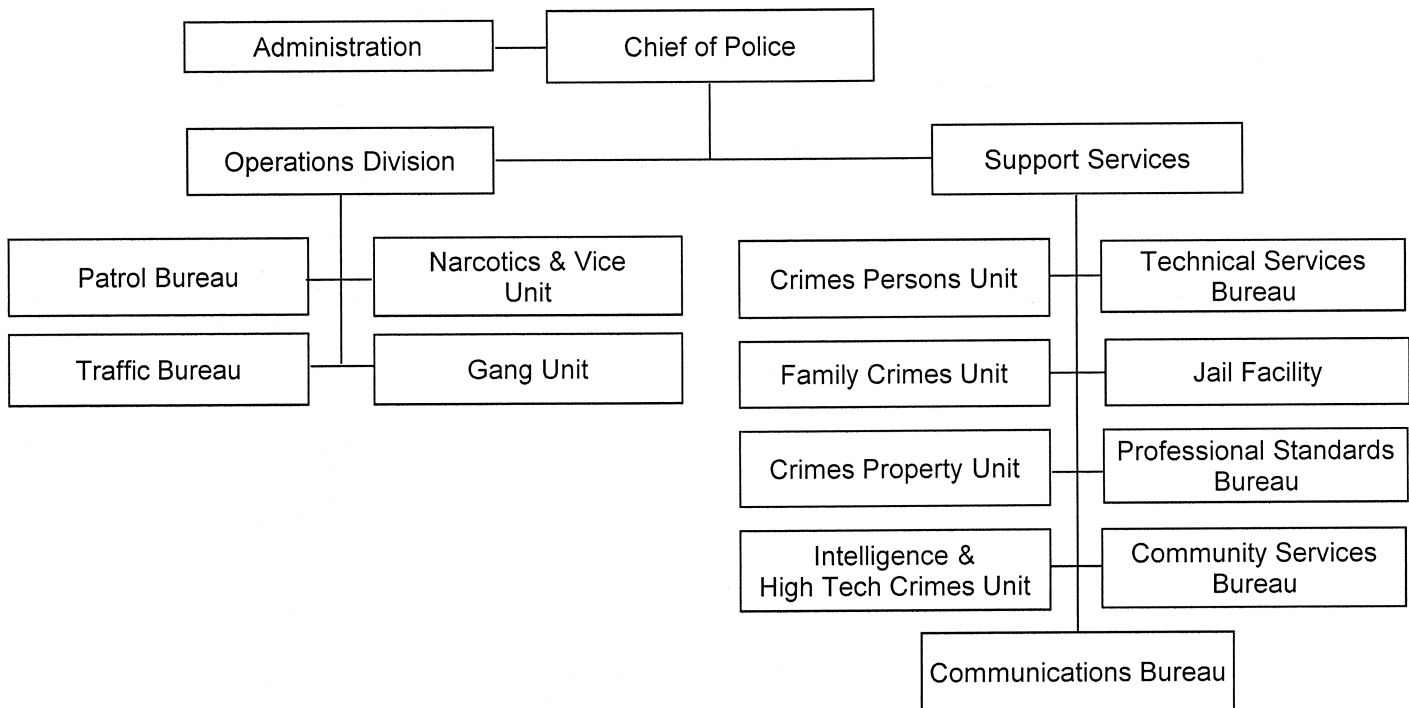 Administration
Chief of Police
Operations Division
Support Services
Patrol Bureau
Narcotics & Vice
Unit
Traffic Bureau
Gang Unit
Crimes Persons Unit
Technical Services
Bureau
Family Crimes Unit
Jail Facility
Crimes Property Unit
Professional Standards
Bureau
Intelligence &
High Tech Crimes Unit
Community Services
Bureau
Communications Bureau